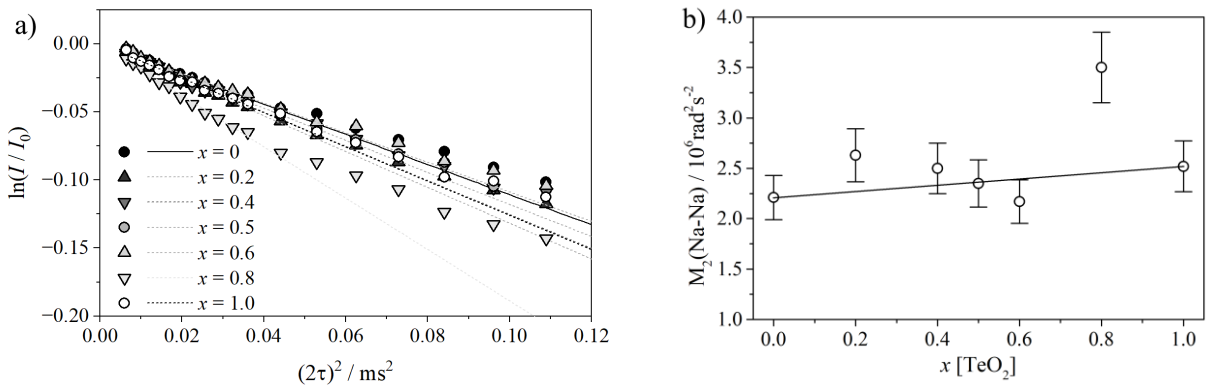 a)
ln(I / I₀)
0.00
−0.05
−0.10
−0.15
−0.20
x = 0
x = 0.2
x = 0.4
x = 0.5
x = 0.6
x = 0.8
x = 1.0
0.00 0.02 0.04 0.06 0.08 0.10 0.12
(2τ)² / ms²
b)
M₂(Na-Na) / 10⁶rad²s⁻²
4.0
3.5
3.0
2.5
2.0
1.5
1.0
0.0 0.2 0.4 0.6 0.8 1.0
x [TeO₂]